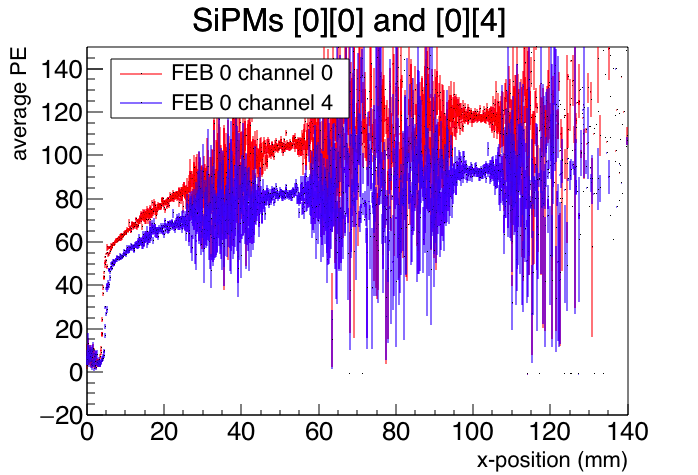 SiPMs [0][0] and [0][4]
average PE
FEB 0 channel 0
FEB 0 channel 4
140
120
100
80
60
40
20
0
−20
0 20 40 60 80 100 120 140
x-position (mm)